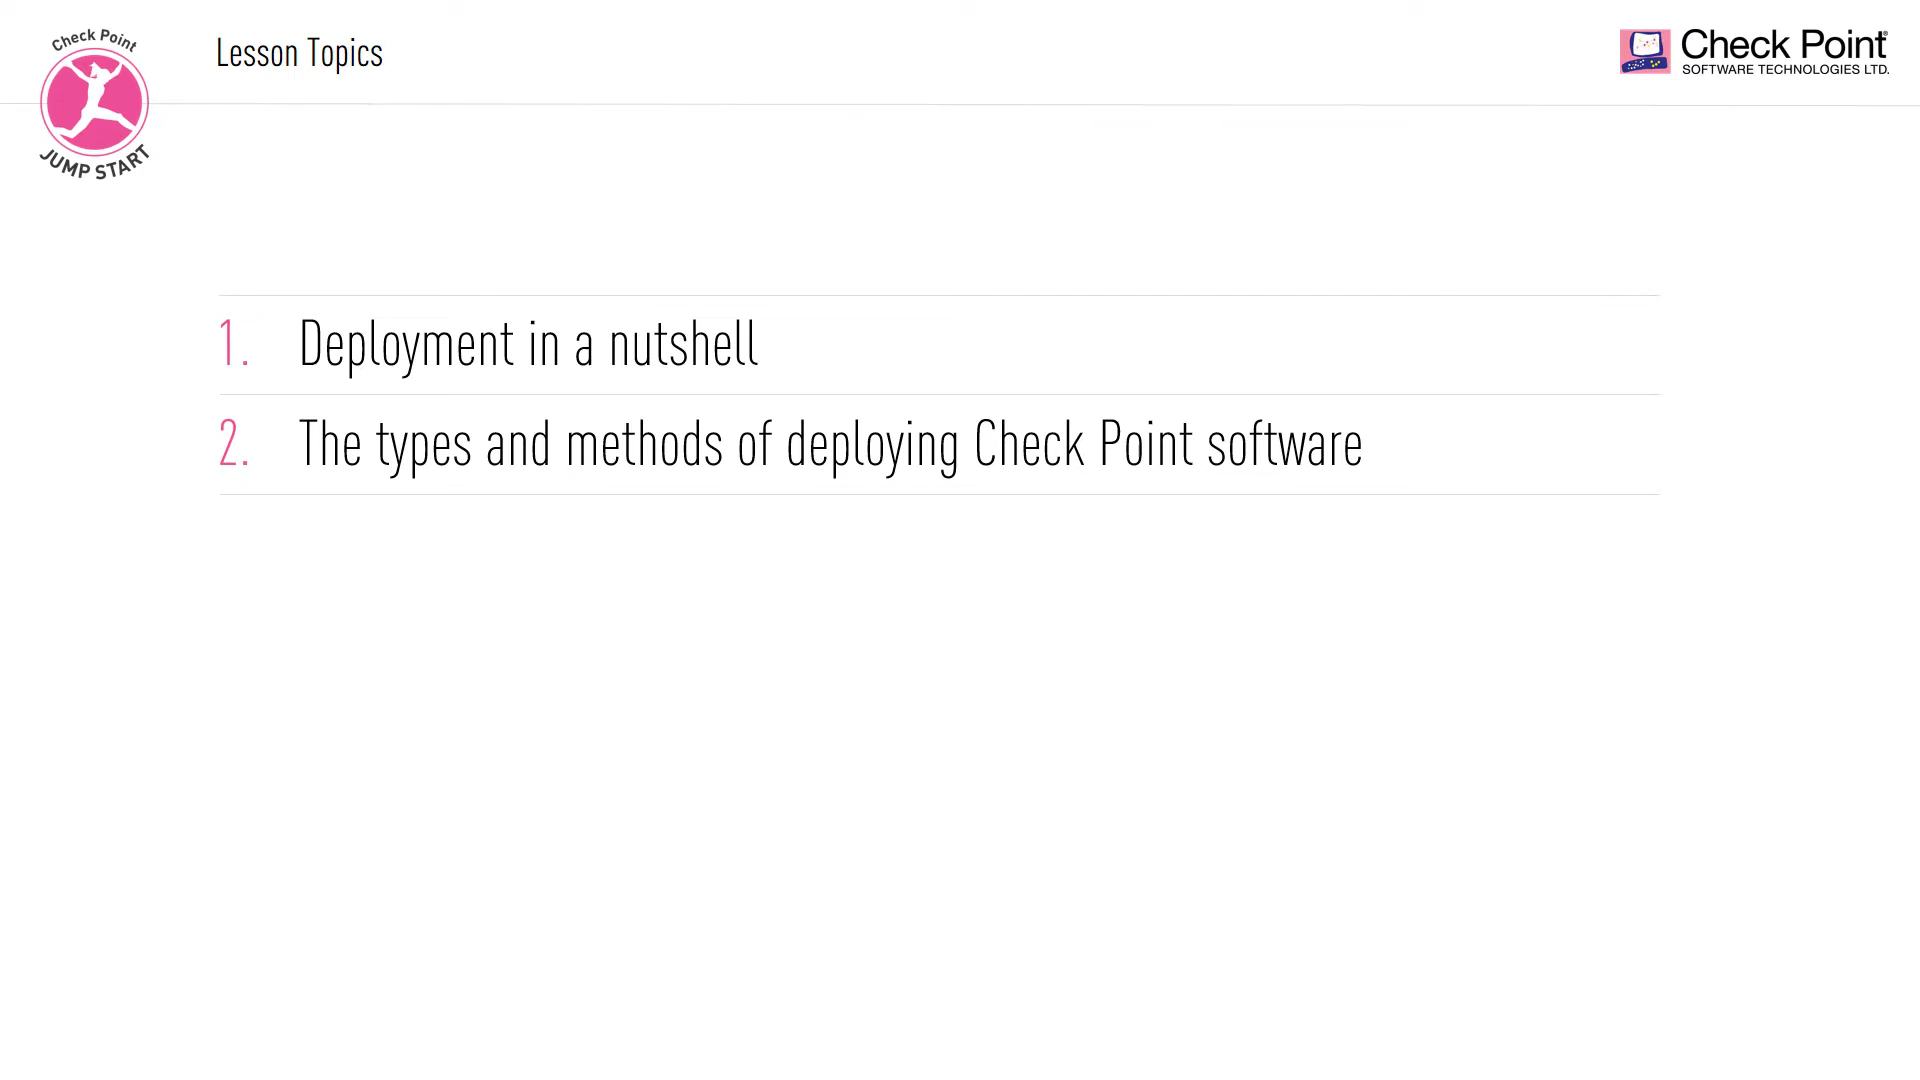 Check Point
JUMP START
Lesson Topics
Check Point
SOFTWARE TECHNOLOGIES LTD.
1. Deployment in a nutshell
2. The types and methods of deploying Check Point software